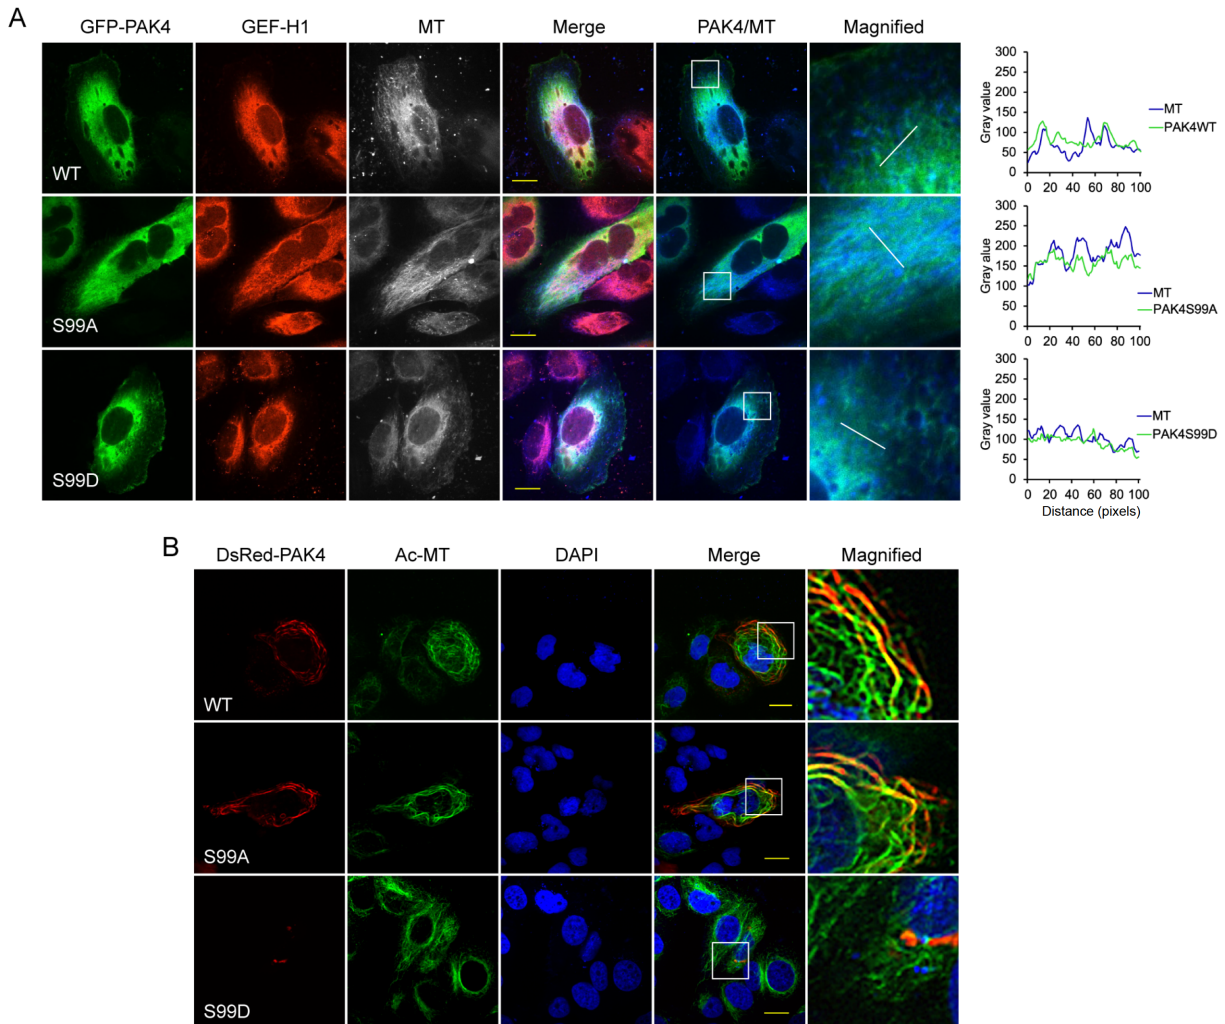 A
GFP-PAK4 GEF-H1 MT Merge PAK4/MT Magnified
WT
300
250
200
150
100
50
0
Gray value
0 20 40 60 80 100
MT
PAK4WT
S99A
300
250
200
150
100
50
0
Gray alue
0 20 40 60 80 100
MT
PAK4S99A
S99D
300
250
200
150
100
50
0
Gray value
0 20 40 60 80 100
Distance (pixels)
MT
PAK4S99D
B
DsRed-PAK4 Ac-MT DAPI Merge Magnified
WT
S99A
S99D